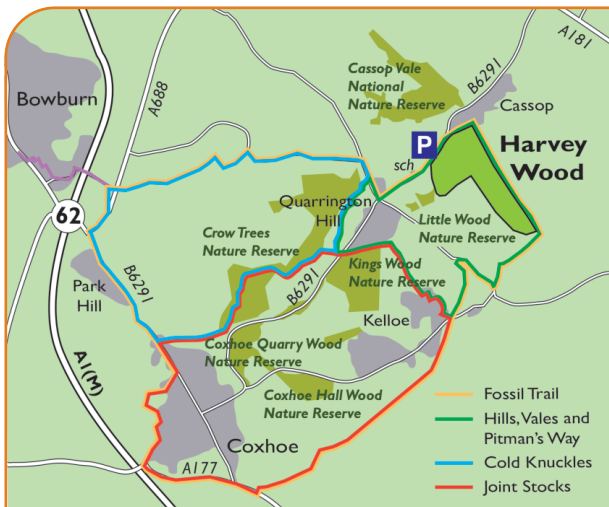 A181
A688
B6291
Cassop Vale
National
Nature Reserve
Cassop
Bowburn
P
sch
Harvey
Wood
Quarrington
Hill
62
Crow Trees
Nature Reserve
Little Wood
Nature Reserve
B6291
Park
Hill
B6291
Kings Wood
Nature Reserve
Kelloe
A1(M)
Coxhoe Quarry Wood
Nature Reserve
Coxhoe Hall Wood
Nature Reserve
Coxhoe
A177
Fossil Trail
Hills, Vales and
Pitman's Way
Cold Knuckles
Joint Stocks